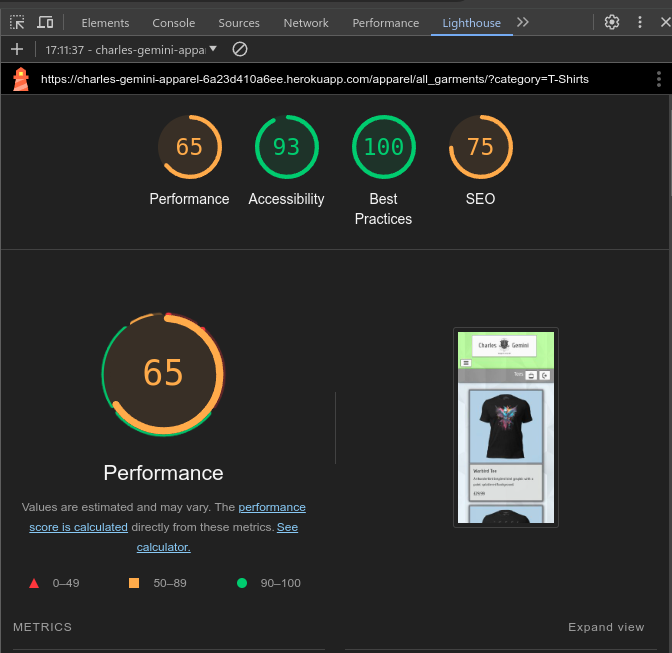 Elements Console Sources Network Performance Lighthouse
17:11:37 - charles-gemini-appa
https://charles-gemini-apparel-6a23d410a6ee.herokuapp.com/apparel/all_garments/?category=T-Shirts
65 93 100 75
Performance Accessibility Best Practices SEO
65
Charles Gemini
Performance
Warbird Tee
Values are estimated and may vary. The performance
score is calculated directly from these metrics. See
calculator.
0–49 50–89 90–100
METRICS Expand view